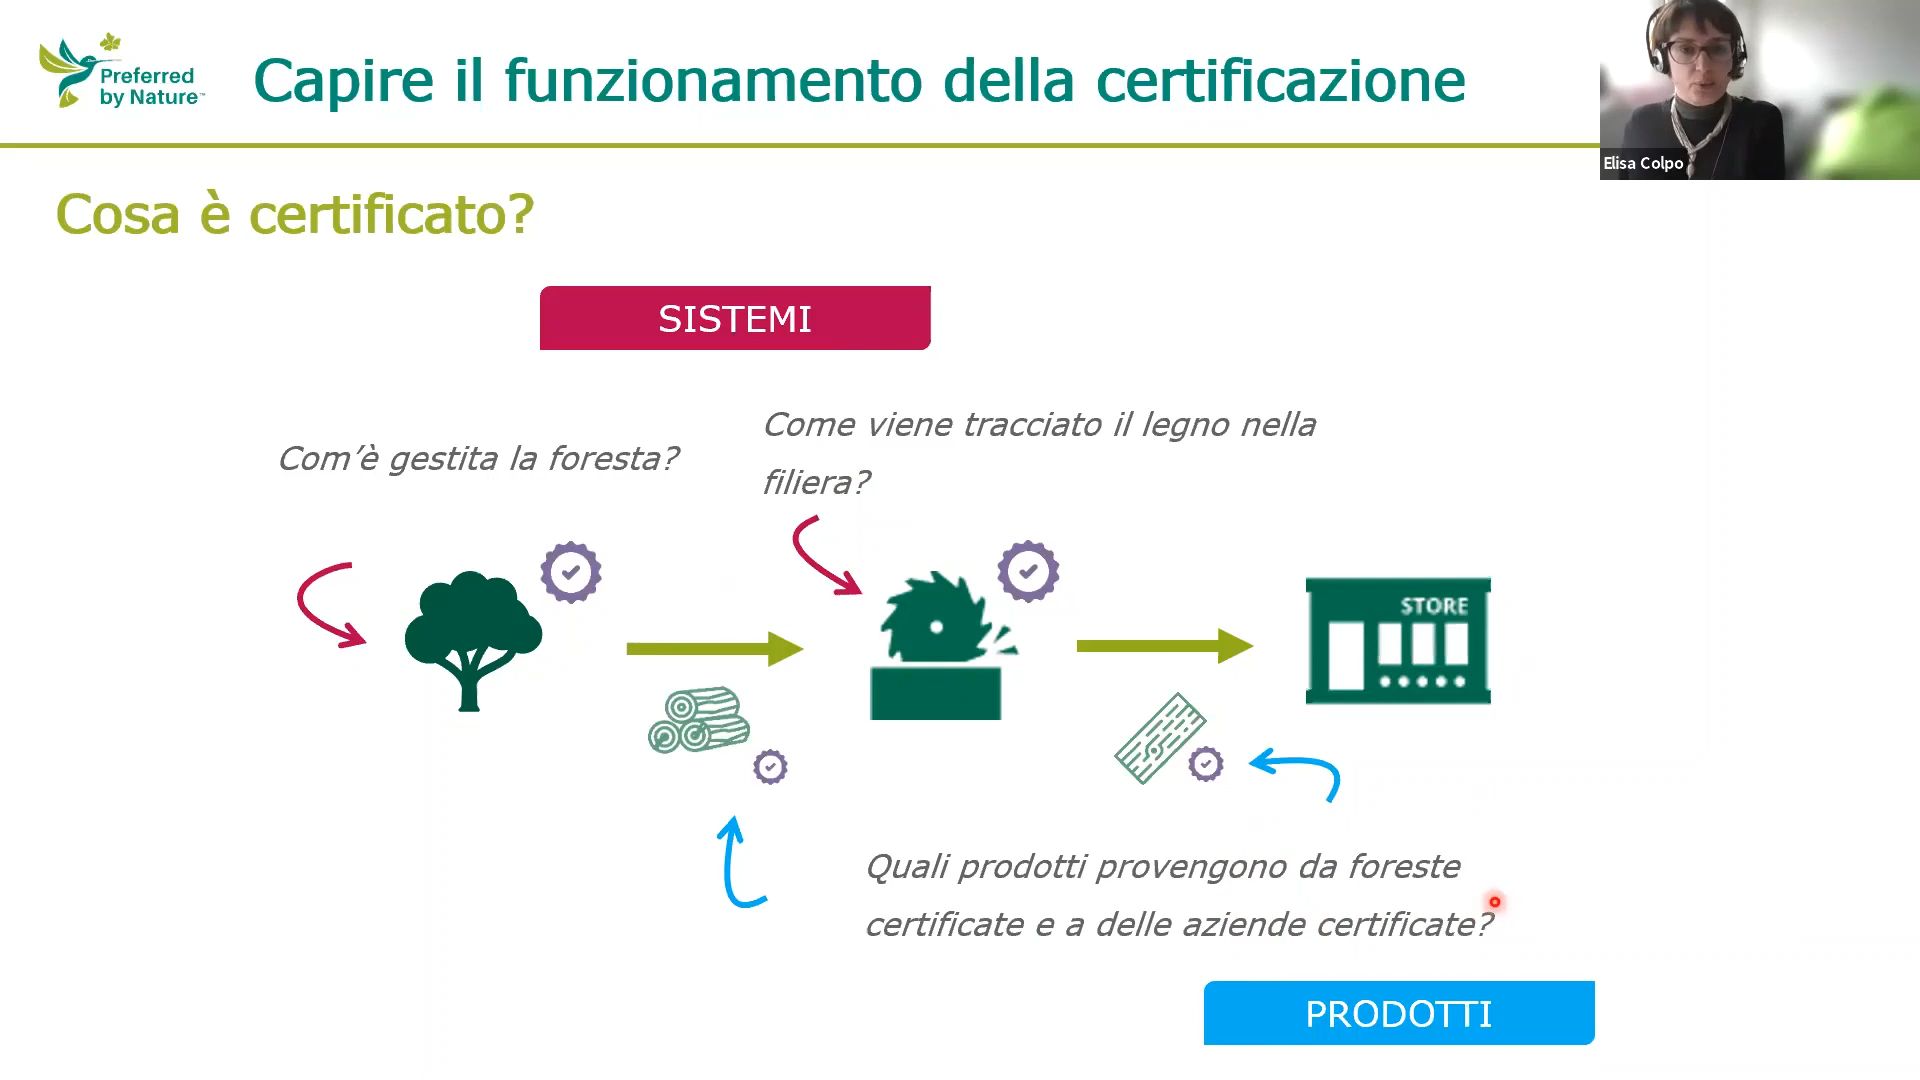 Preferred
by Nature™
Capire il funzionamento della certificazione
Elisa Colpo
Cosa è certificato?
SISTEMI
Com'è gestita la foresta?
Come viene tracciato il legno nella
filiera?
STORE
Quali prodotti provengono da foreste
certificate e a delle aziende certificate?
PRODOTTI